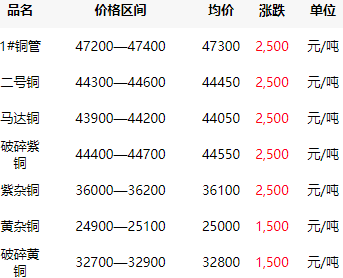 品名 价格区间 均价 涨跌 单位
1#铜管 47200—47400 47300 2,500 元/吨
二号铜 44300—44600 44450 2,500 元/吨
马达铜 43900—44200 44050 2,500 元/吨
破碎紫铜 44400—44700 44550 2,500 元/吨
紫杂铜 36000—36200 36100 2,500 元/吨
黄杂铜 24900—25100 25000 1,500 元/吨
破碎黄铜 32700—32900 32800 1,500 元/吨